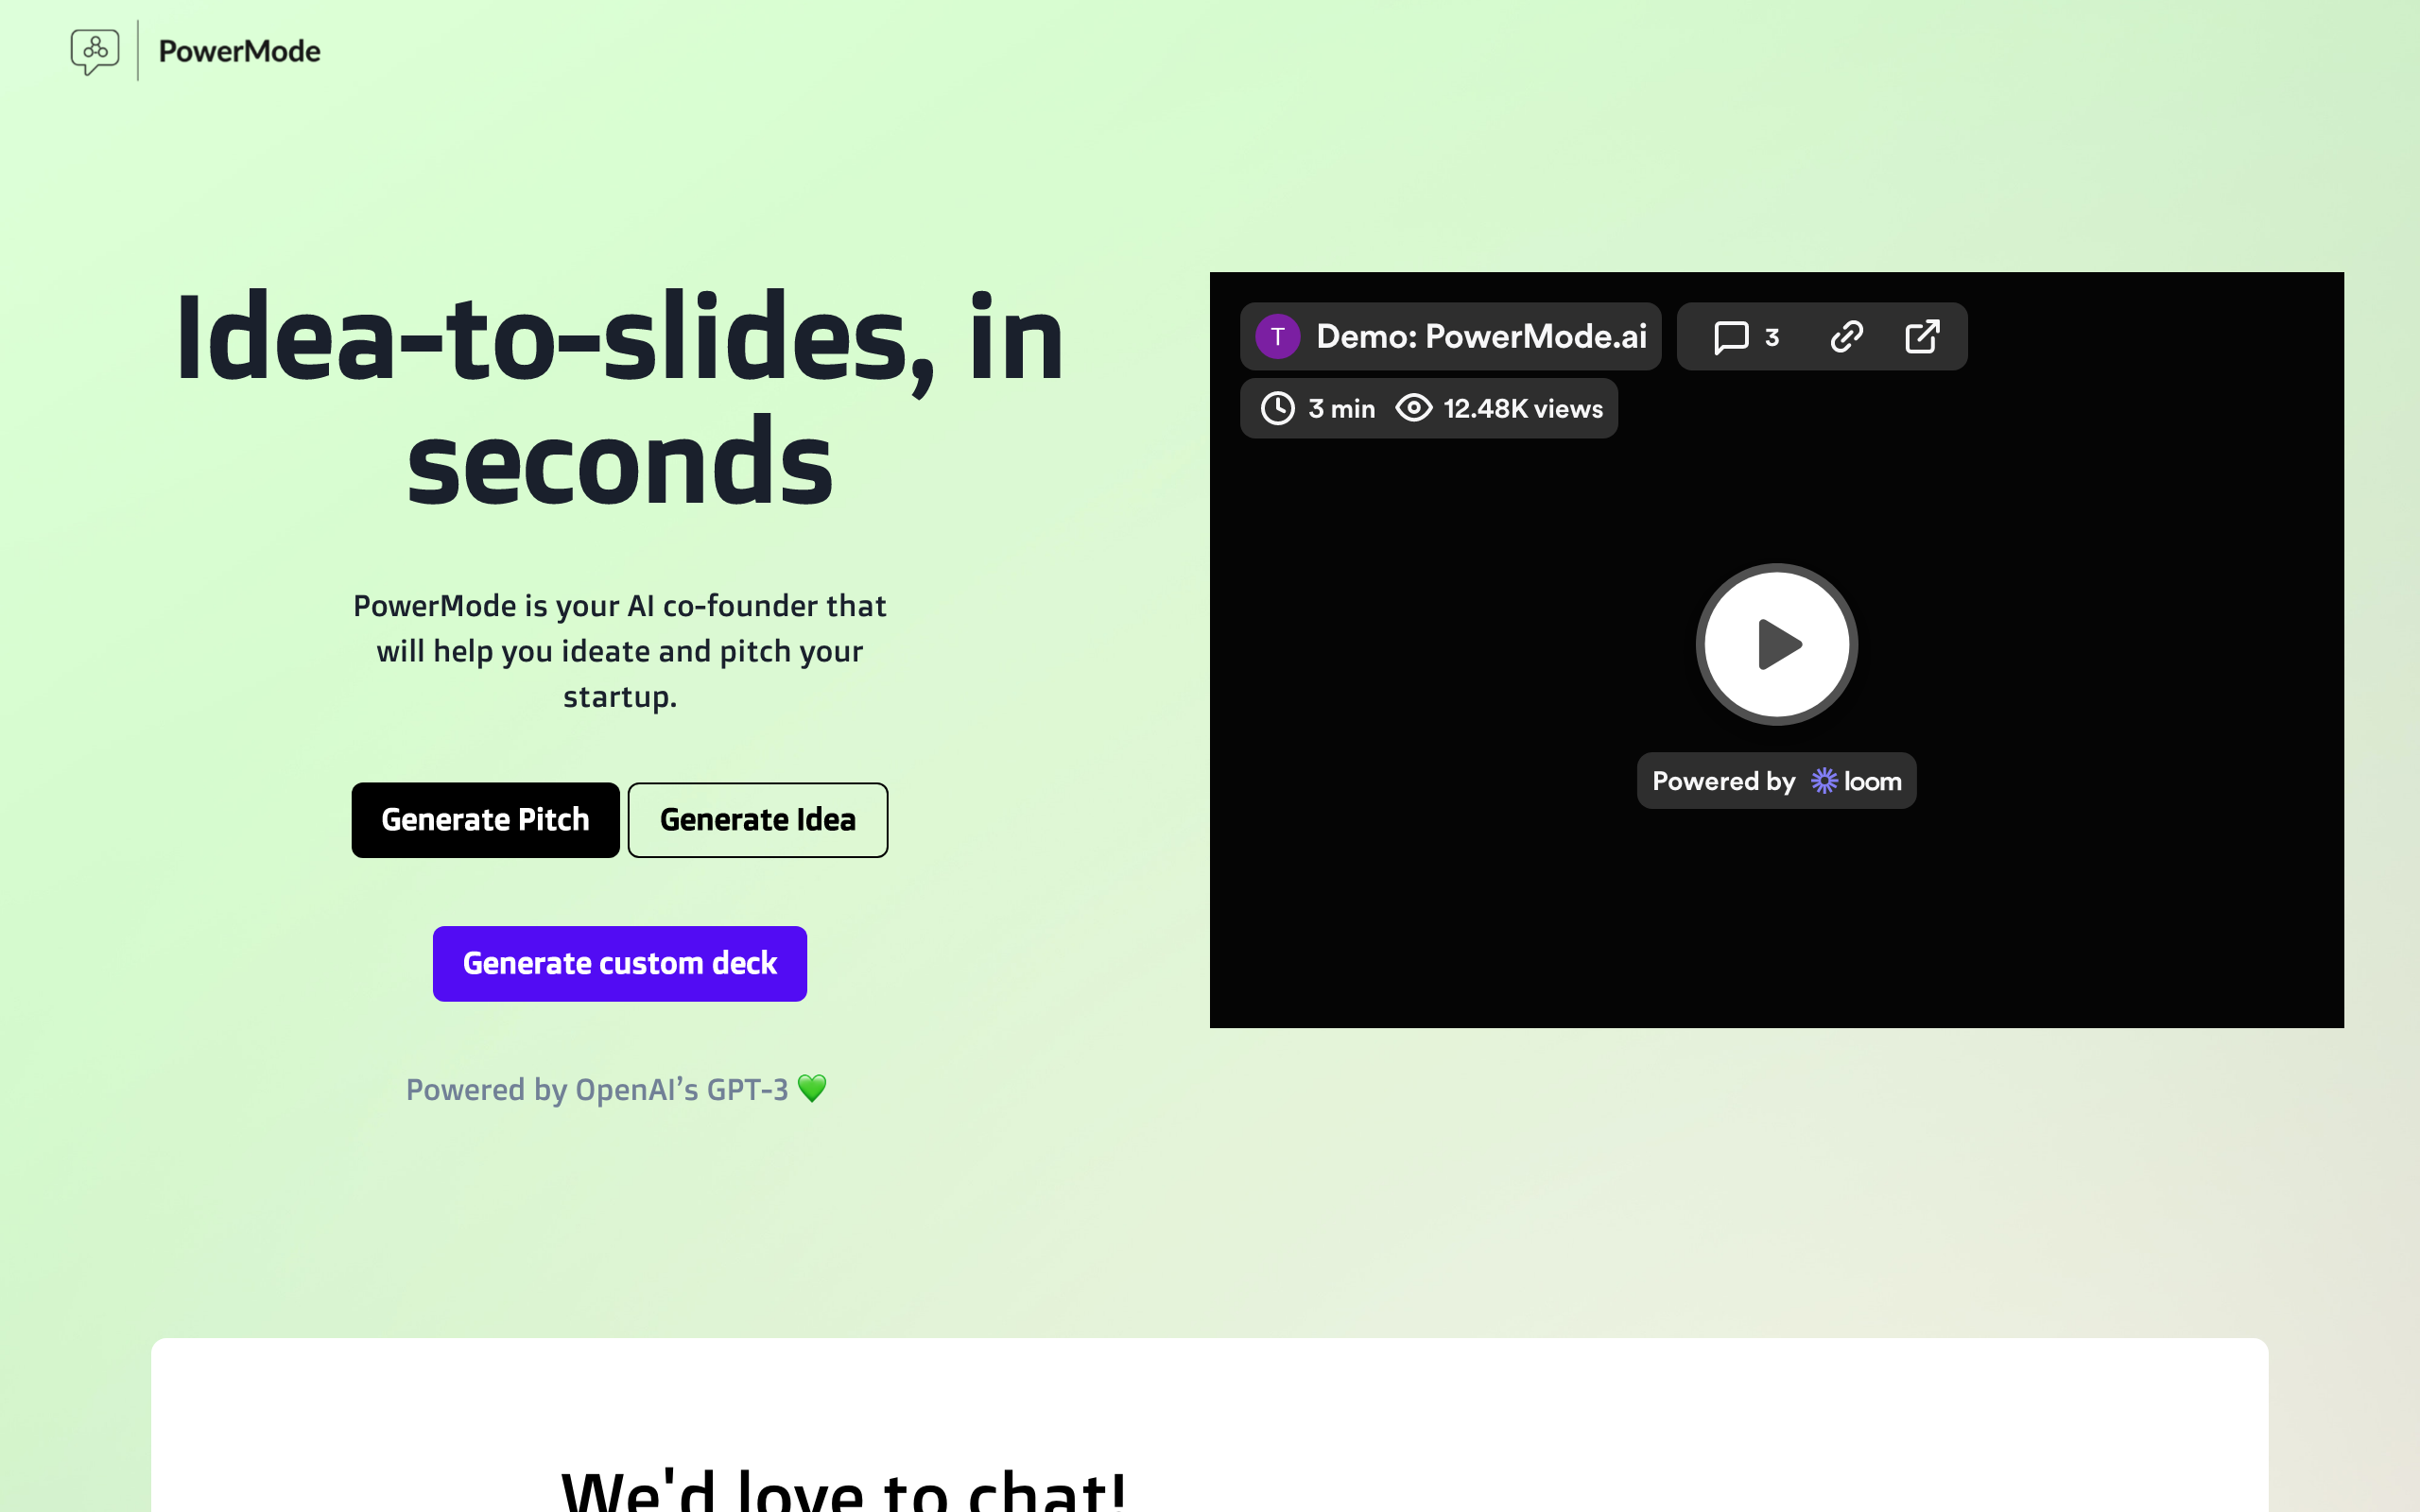 PowerMode
Idea-to-slides, in
seconds
PowerMode is your AI co-founder that
will help you ideate and pitch your
startup.
Generate Pitch
Generate Idea
Generate custom deck
Powered by OpenAI’s GPT-3 💚
T Demo: PowerMode.ai
3
3 min 12.48K views
Powered by loom
We'd love to chat!